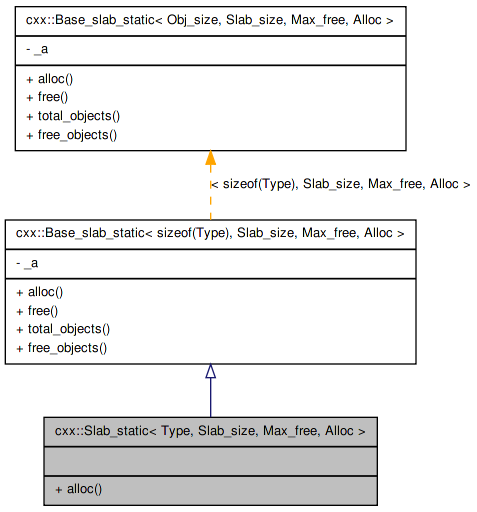 cxx::Base_slab_static< Obj_size, Slab_size, Max_free, Alloc >
- _a
+ alloc()
+ free()
+ total_objects()
+ free_objects()
< sizeof(Type), Slab_size, Max_free, Alloc >
cxx::Base_slab_static< sizeof(Type), Slab_size, Max_free, Alloc >
- _a
+ alloc()
+ free()
+ total_objects()
+ free_objects()
cxx::Slab_static< Type, Slab_size, Max_free, Alloc >
+ alloc()